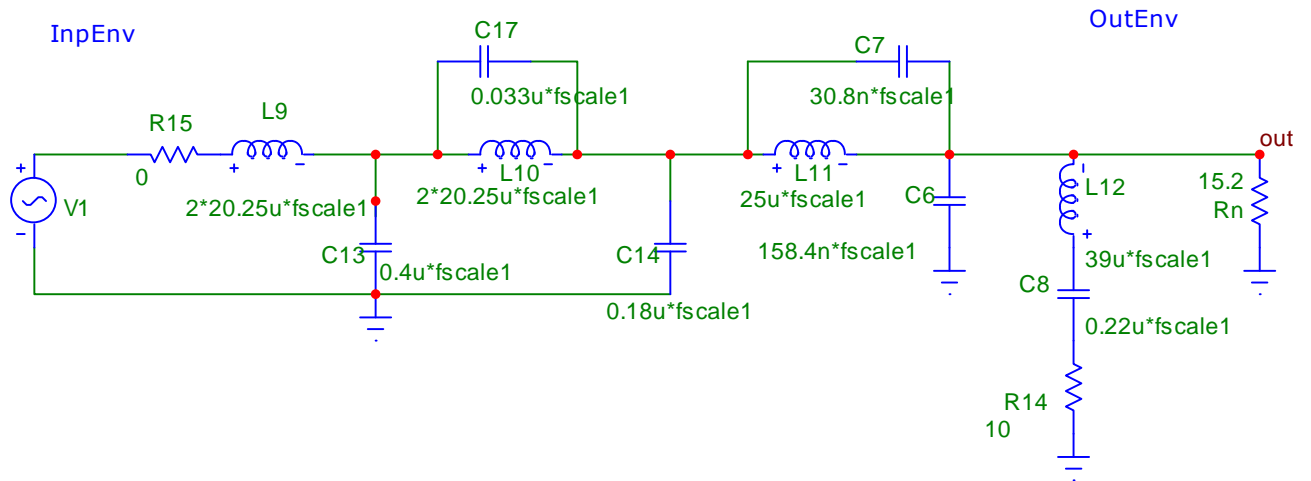 InpEnv
OutEnv
C17
C7
0.033u*fscale1
30.8n*fscale1
L9
R15
out
0
L10
L11
15.2
Rn
L12
V1
2*20.25u*fscale1
2*20.25u*fscale1
25u*fscale1
C6
C13
0.4u*fscale1
C14
158.4n*fscale1
39u*fscale1
C8
0.18u*fscale1
0.22u*fscale1
R14
10